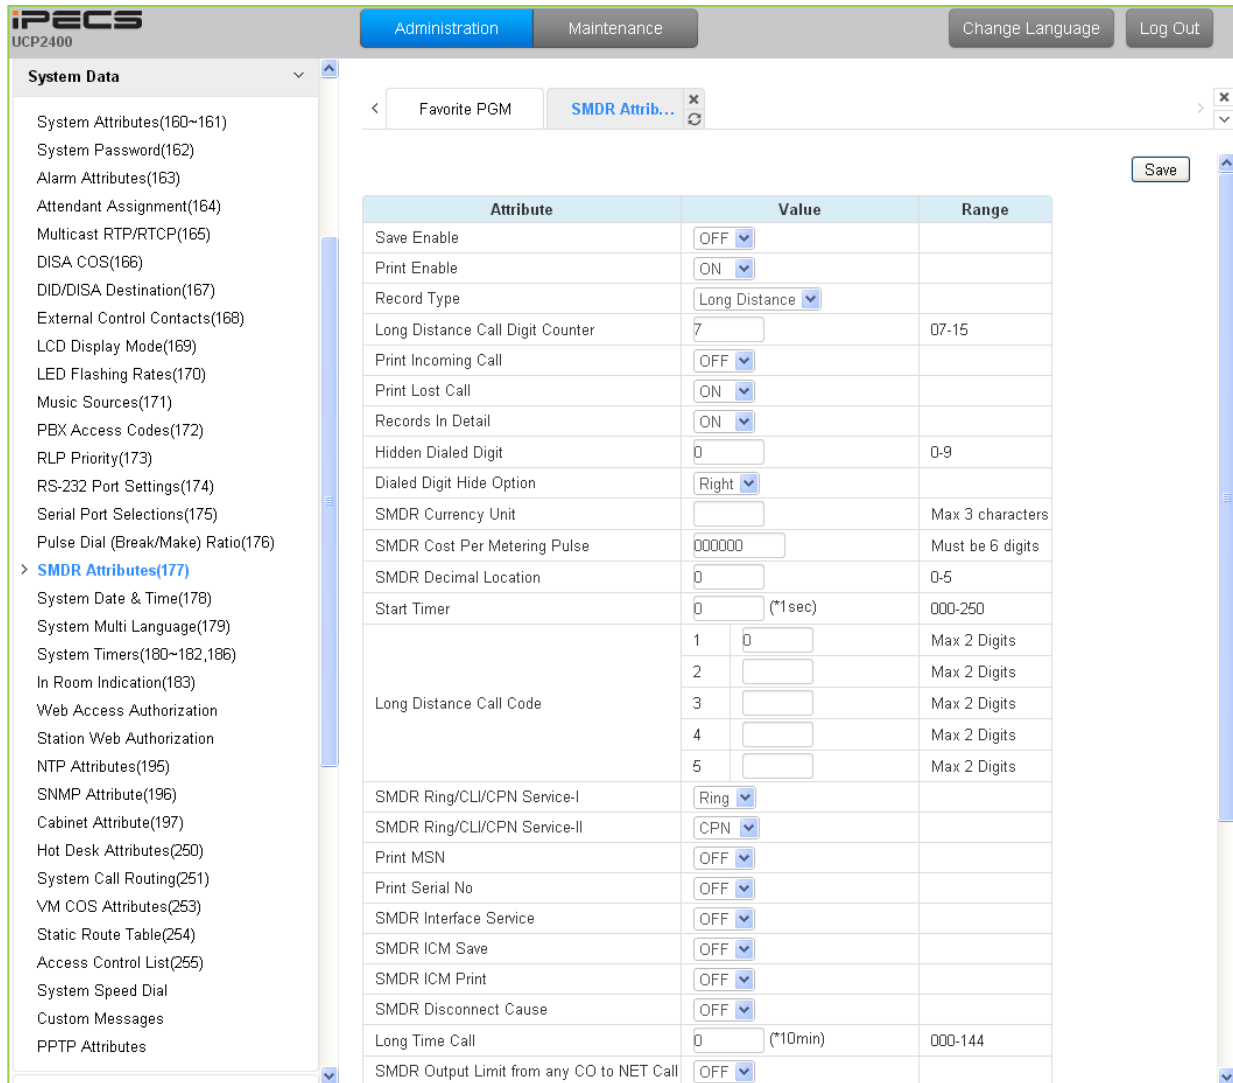 iPECS
UCP2400
Administration
Maintenance
Change Language
Log Out
System Data
System Attributes(160~161)
System Password(162)
Alarm Attributes(163)
Attendant Assignment(164)
Multicast RTP/RTCP(165)
DISA COS(166)
DID/DISA Destination(167)
External Control Contacts(168)
LCD Display Mode(169)
LED Flashing Rates(170)
Music Sources(171)
PBX Access Codes(172)
RLP Priority(173)
RS-232 Port Settings(174)
Serial Port Selections(175)
Pulse Dial (Break/Make) Ratio(176)
SMDR Attributes(177)
System Date & Time(178)
System Multi Language(179)
System Timers(180~182,186)
In Room Indication(183)
Web Access Authorization
Station Web Authorization
NTP Attributes(195)
SNMP Attribute(196)
Cabinet Attribute(197)
Hot Desk Attributes(250)
System Call Routing(251)
VM COS Attributes(253)
Static Route Table(254)
Access Control List(255)
System Speed Dial
Custom Messages
PPTP Attributes
Favorite PGM
SMDR Attrib...
Save
Attribute Value Range
Save Enable OFF
Print Enable ON
Record Type Long Distance
Long Distance Call Digit Counter 7 07-15
Print Incoming Call OFF
Print Lost Call ON
Records In Detail ON
Hidden Dialed Digit 0 0-9
Dialed Digit Hide Option Right
SMDR Currency Unit Max 3 characters
SMDR Cost Per Metering Pulse 000000 Must be 6 digits
SMDR Decimal Location 0 0-5
Start Timer 0 (*1sec) 000-250
Long Distance Call Code
1 0 Max 2 Digits
2 Max 2 Digits
3 Max 2 Digits
4 Max 2 Digits
5 Max 2 Digits
SMDR Ring/CLI/CPN Service-I Ring
SMDR Ring/CLI/CPN Service-II CPN
Print MSN OFF
Print Serial No OFF
SMDR Interface Service OFF
SMDR ICM Save OFF
SMDR ICM Print OFF
SMDR Disconnect Cause OFF
Long Time Call 0 (*10min) 000-144
SMDR Output Limit from any CO to NET Call OFF